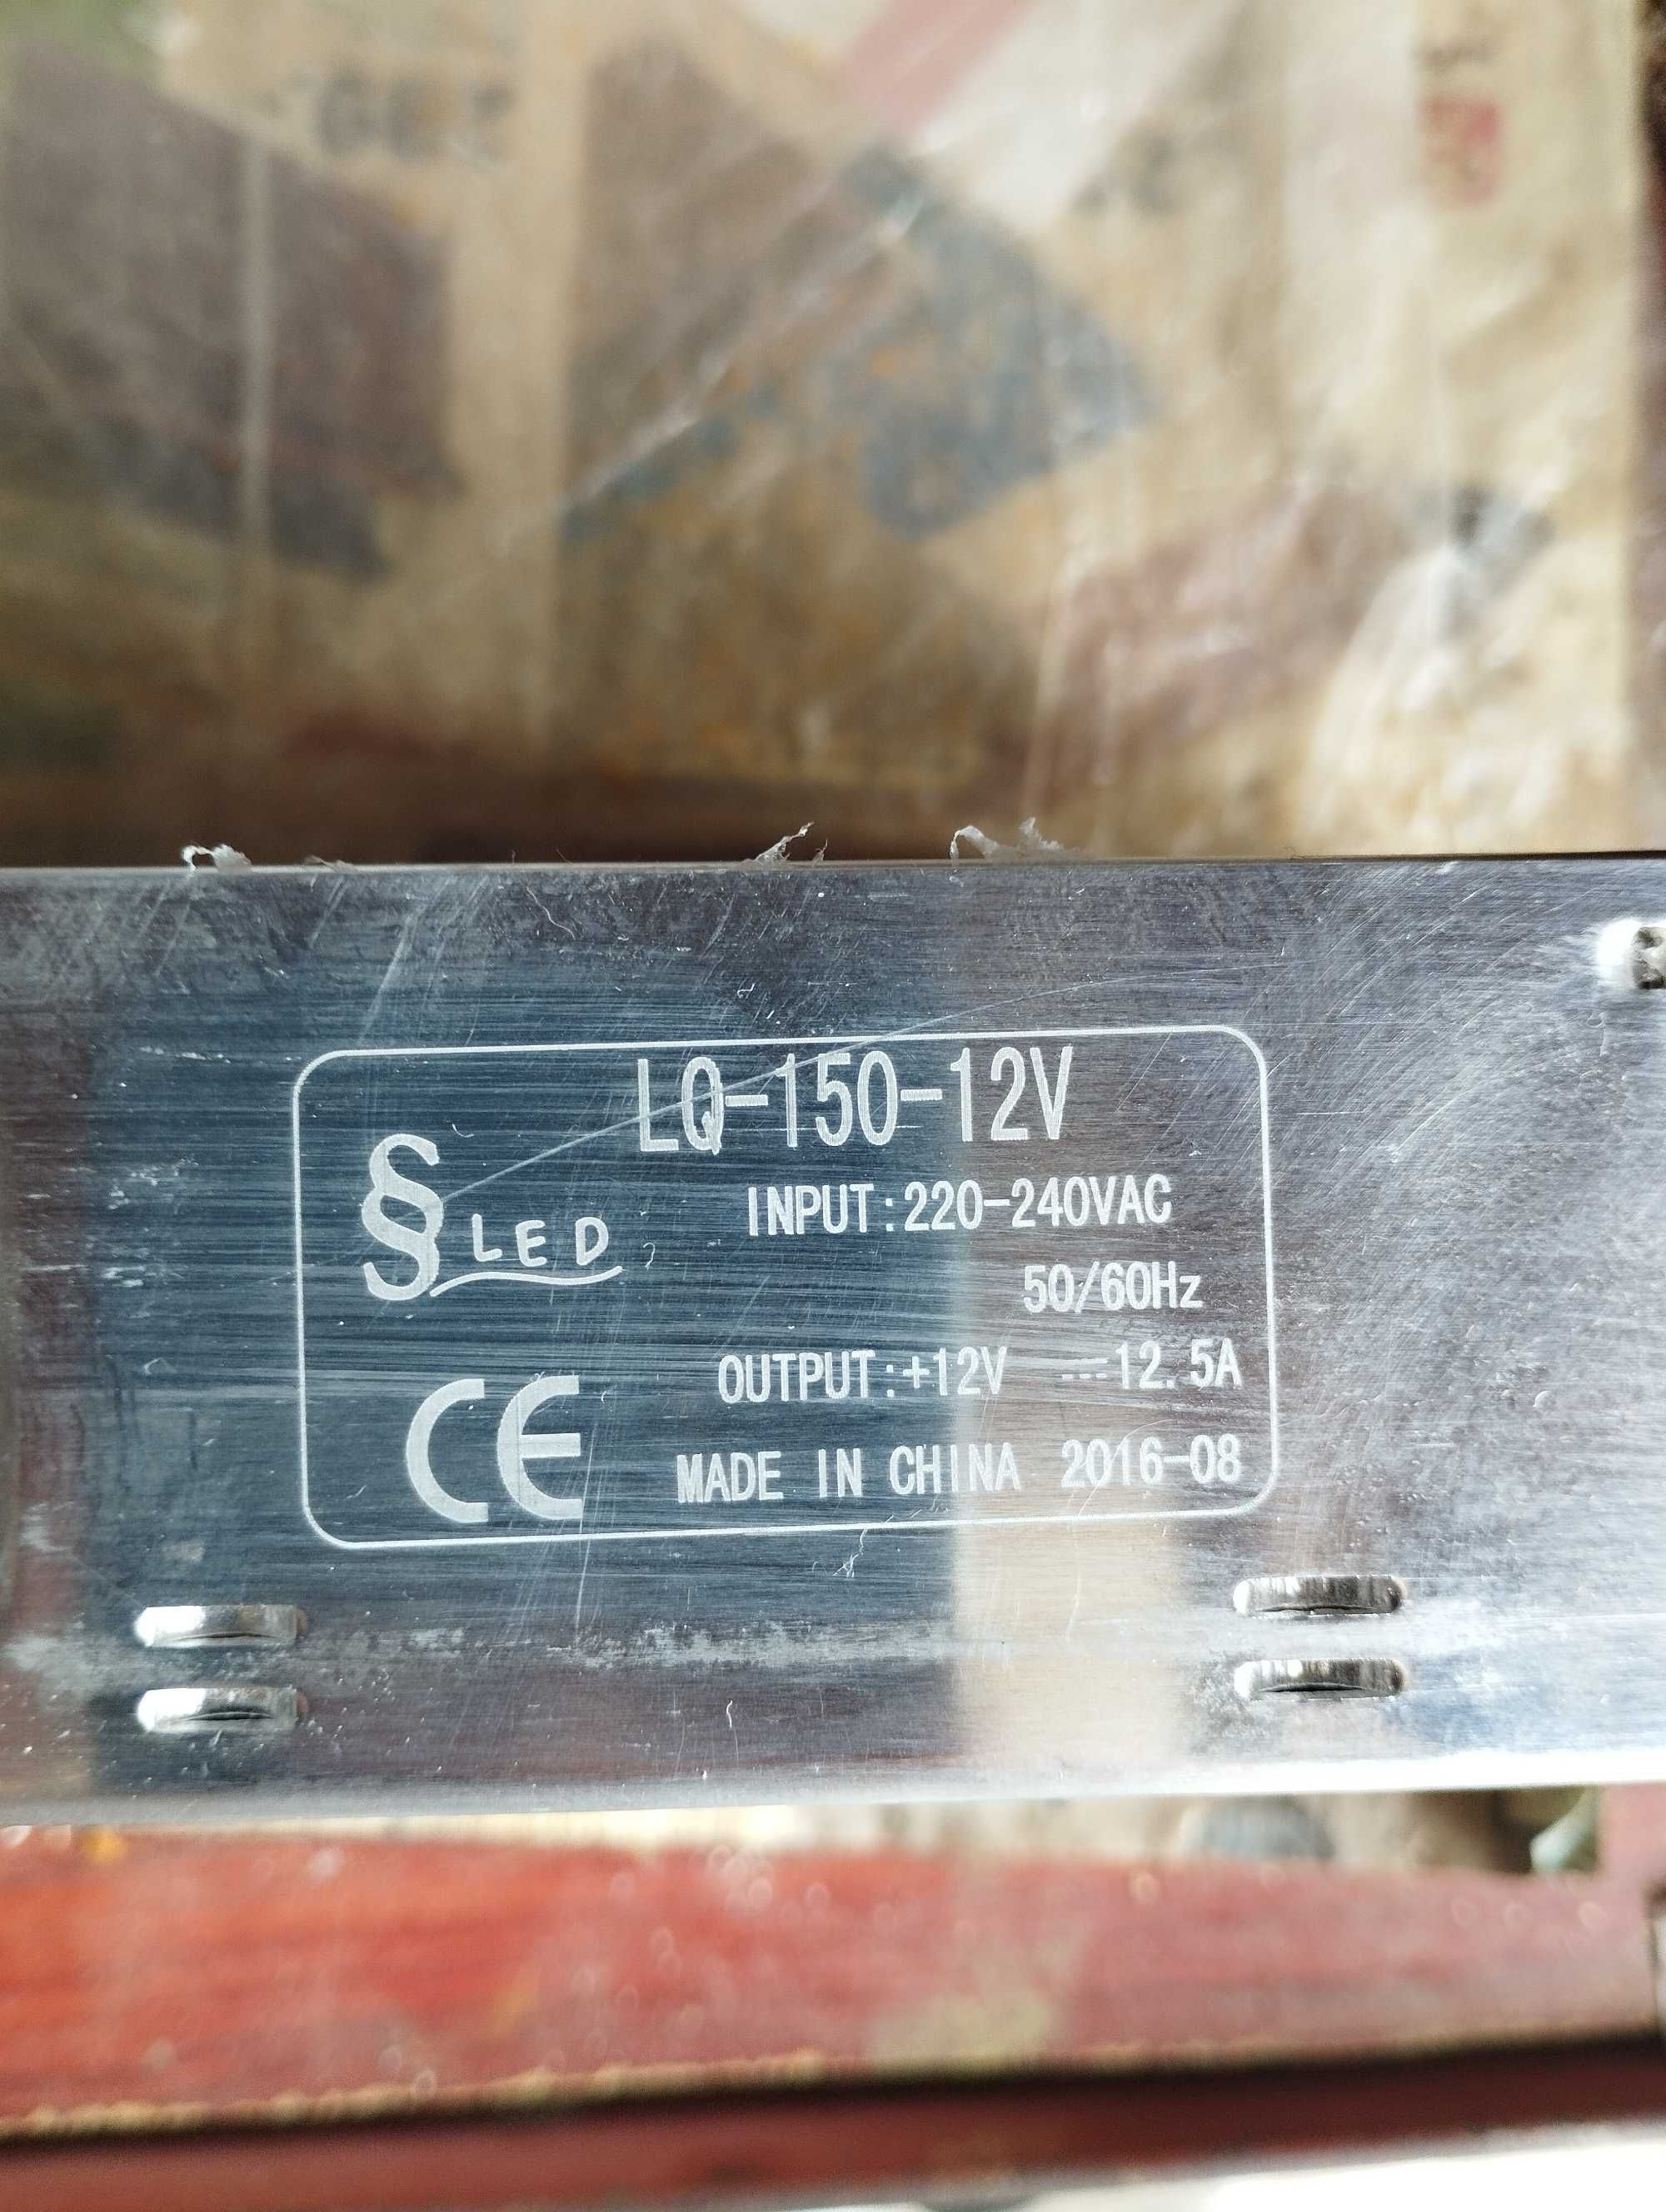 LQ-150-12V
S LED
INPUT:220-240VAC
50/60Hz
OUTPUT:+12V ⎓12.5A
CE
MADE IN CHINA 2016-08